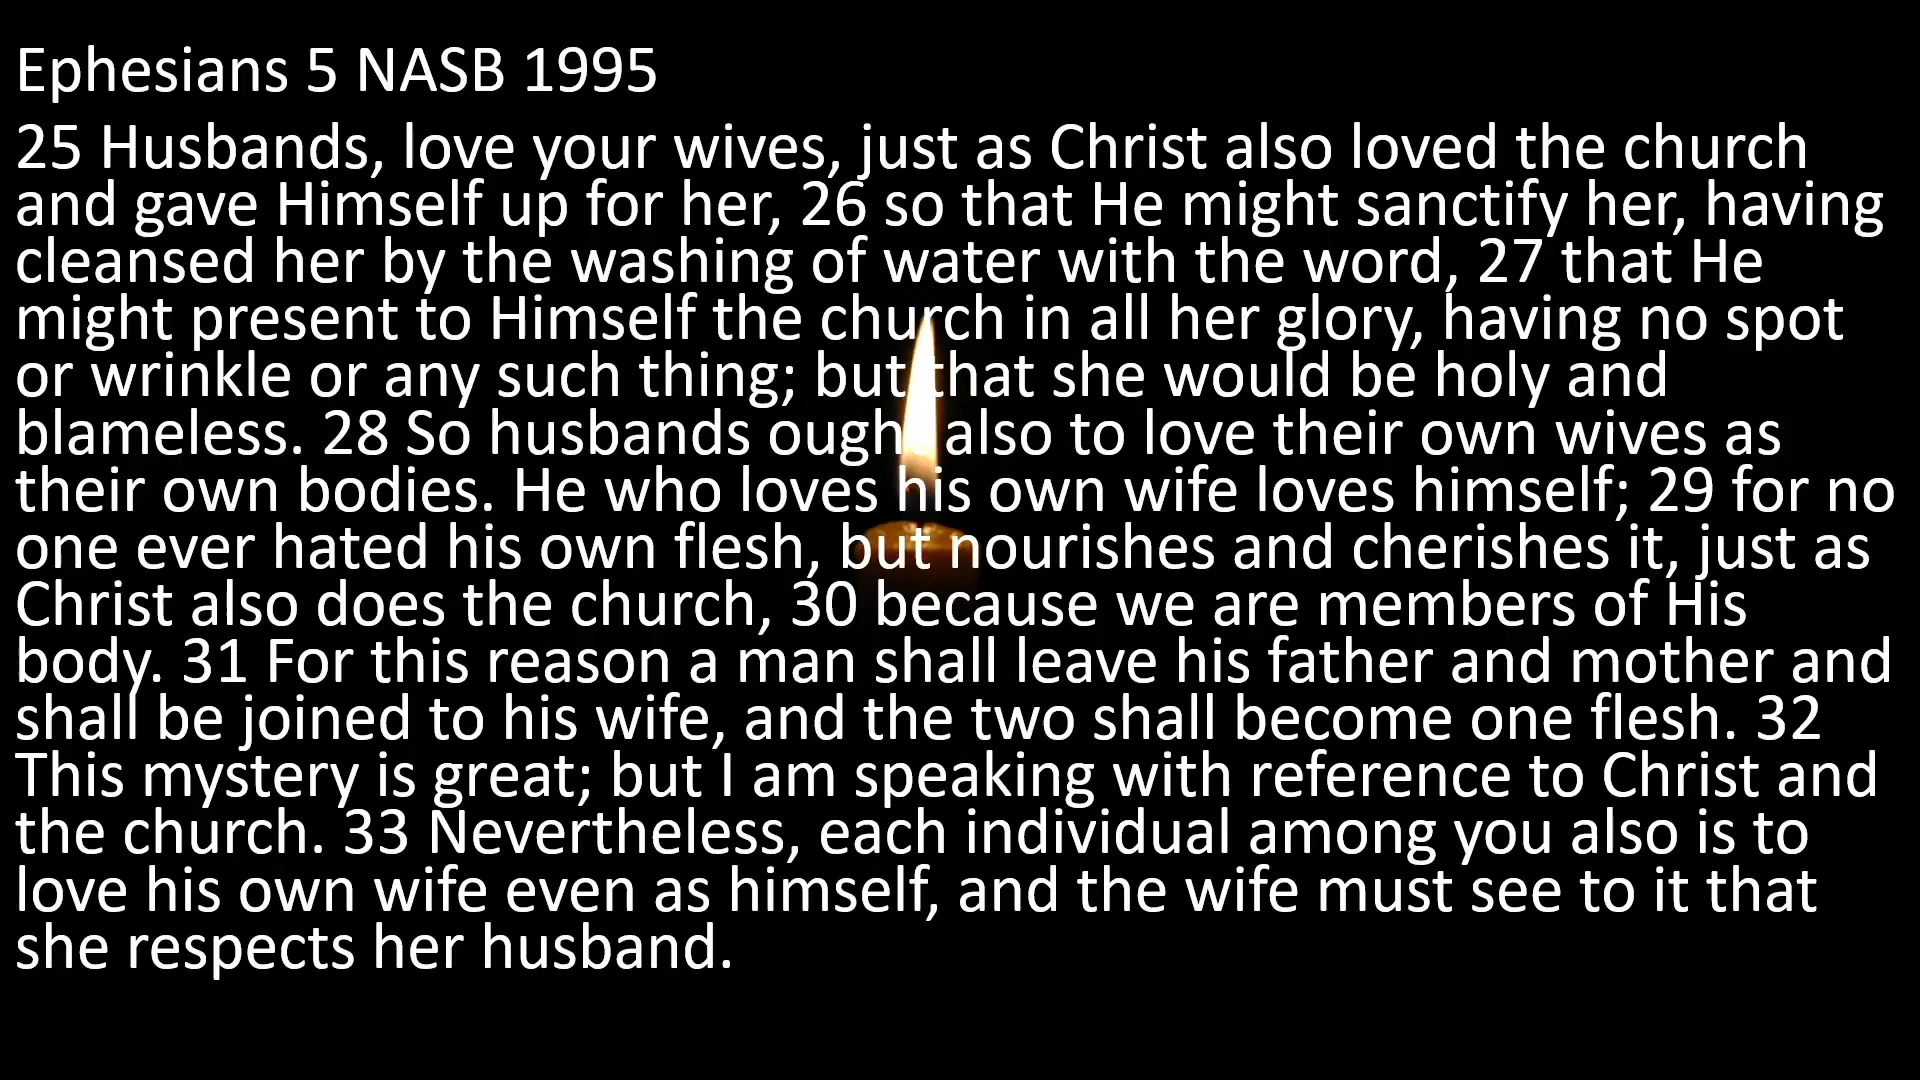 Ephesians 5 NASB 1995
25 Husbands, love your wives, just as Christ also loved the church
and gave Himself up for her, 26 so that He might sanctify her, having
cleansed her by the washing of water with the word, 27 that He
might present to Himself the church in all her glory, having no spot
or wrinkle or any such thing; but that she would be holy and
blameless. 28 So husbands ought also to love their own wives as
their own bodies. He who loves his own wife loves himself; 29 for no
one ever hated his own flesh, but nourishes and cherishes it, just as
Christ also does the church, 30 because we are members of His
body. 31 For this reason a man shall leave his father and mother and
shall be joined to his wife, and the two shall become one flesh. 32
This mystery is great; but I am speaking with reference to Christ and
the church. 33 Nevertheless, each individual among you also is to
love his own wife even as himself, and the wife must see to it that
she respects her husband.